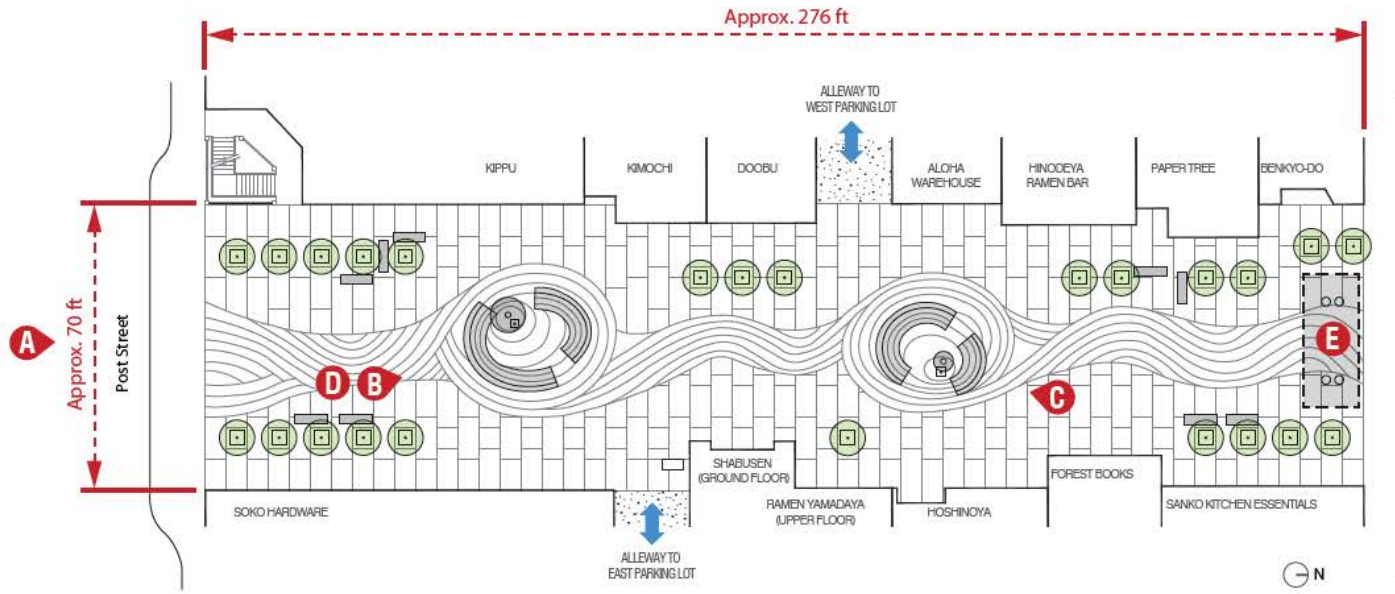 Approx. 276 ft
ALLEWAY TO
WEST PARKING LOT
KIPPU
KIMOCHI
DOOBU
ALOHA
WAREHOUSE
HINODEYA
RAMEN BAR
PAPER TREE
BENKYO-DO
A
Approx. 70 ft
Post Street
D
B
C
E
SOKO HARDWARE
SHABUSEN
(GROUND FLOOR)
RAMEN YAMADAYA
(UPPER FLOOR)
HOSHINOYA
FOREST BOOKS
SANKO KITCHEN ESSENTIALS
ALLEWAY TO
EAST PARKING LOT
N